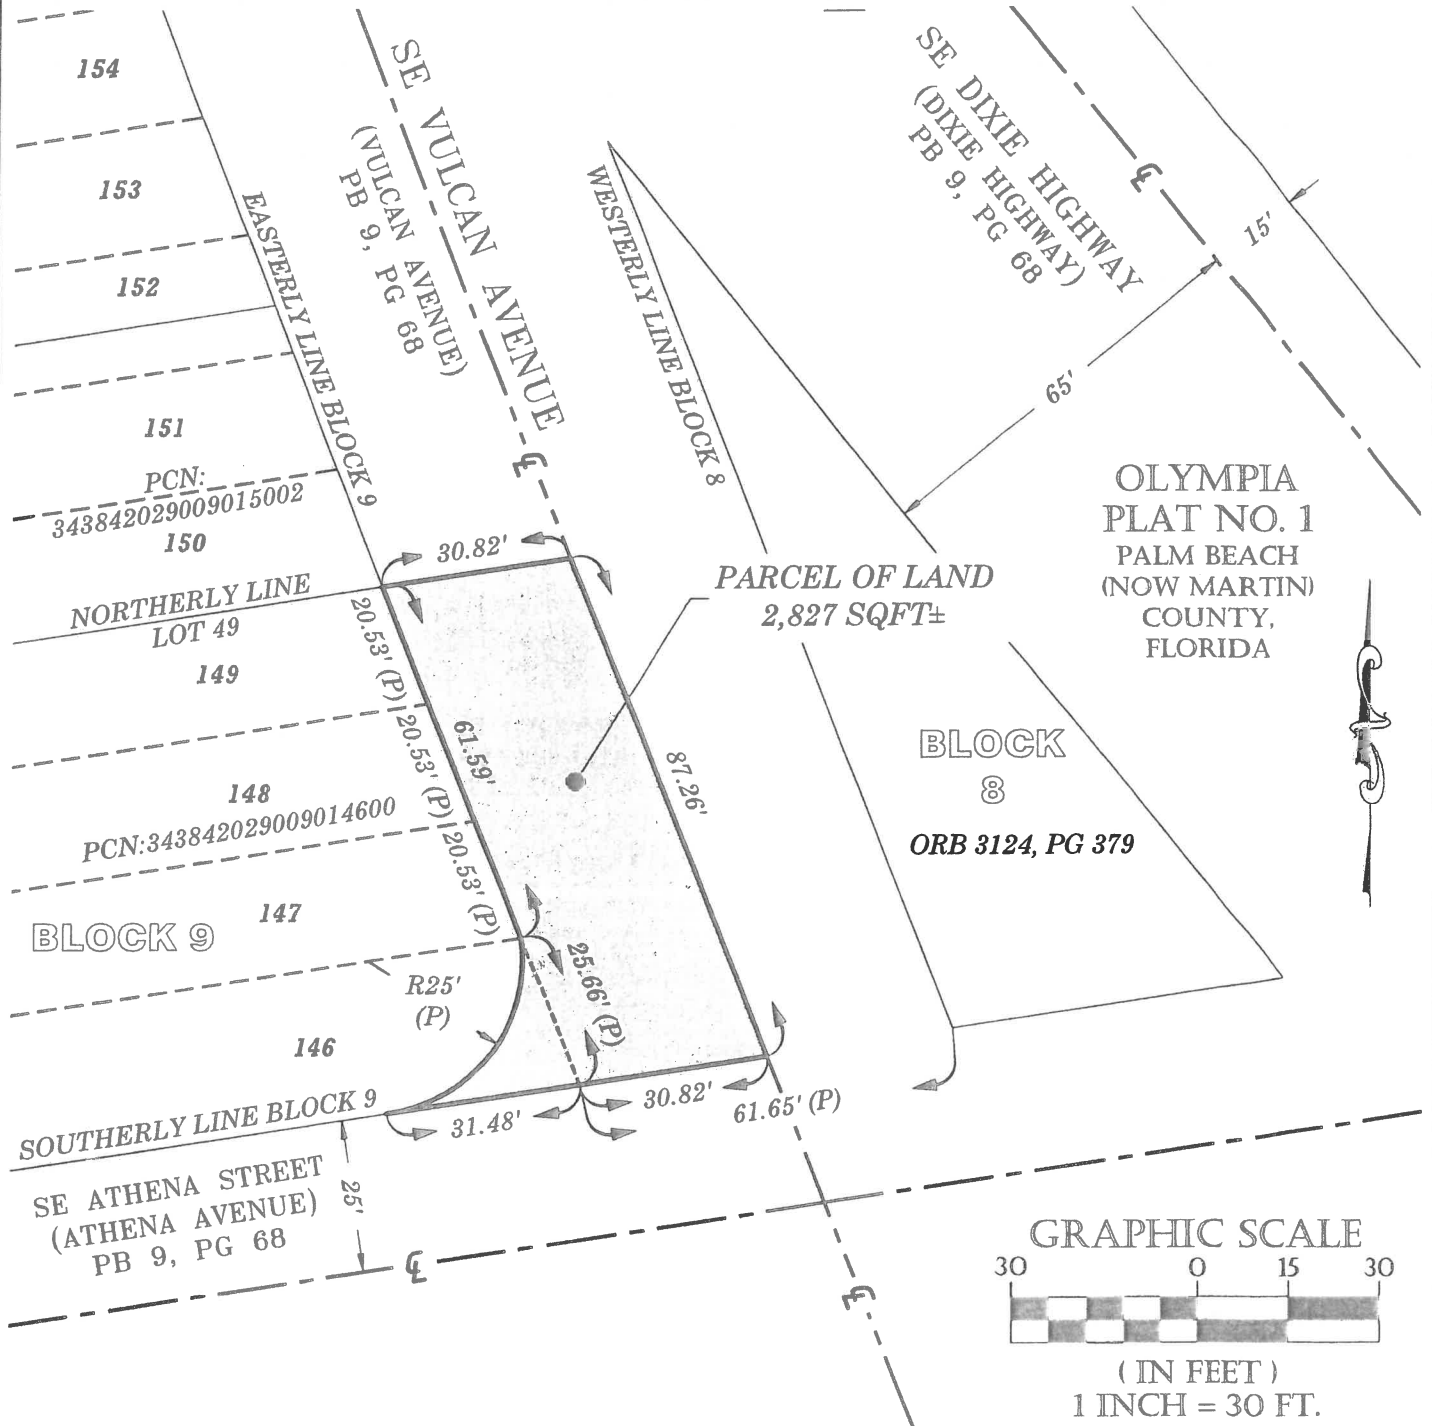 154
153
152
151
PCN:
343842029009015002
150
NORTHERLY LINE
LOT 49
149
148
PCN:343842029009014600
BLOCK 9
147
R25'
(P)
146
SOUTHERLY LINE BLOCK 9
SE ATHENA STREET
(ATHENA AVENUE)
PB 9, PG 68
25'
EASTERLY LINE BLOCK 9
SE VULCAN AVENUE
(VULCAN AVENUE)
PB 9, PG 68
WESTERLY LINE BLOCK 8
30.82'
20.53' (P)
20.53' (P)
20.53' (P)
61.59'
87.26'
25.66' (P)
31.48'
30.82'
61.65' (P)
PARCEL OF LAND
2,827 SQFT±
SE DIXIE HIGHWAY
(DIXIE HIGHWAY)
PB 9, PG 68
15'
65'
OLYMPIA
PLAT NO. 1
PALM BEACH
(NOW MARTIN)
COUNTY,
FLORIDA
BLOCK
8
ORB 3124, PG 379
GRAPHIC SCALE
30 0 15 30
( IN FEET )
1 INCH = 30 FT.